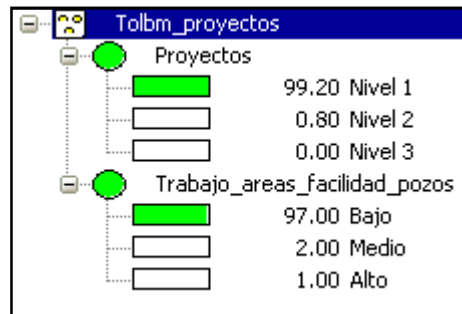 Tolbm_proyectos
Proyectos
99.20 Nivel 1
0.80 Nivel 2
0.00 Nivel 3
Trabajo_areas_facilidad_pozos
97.00 Bajo
2.00 Medio
1.00 Alto